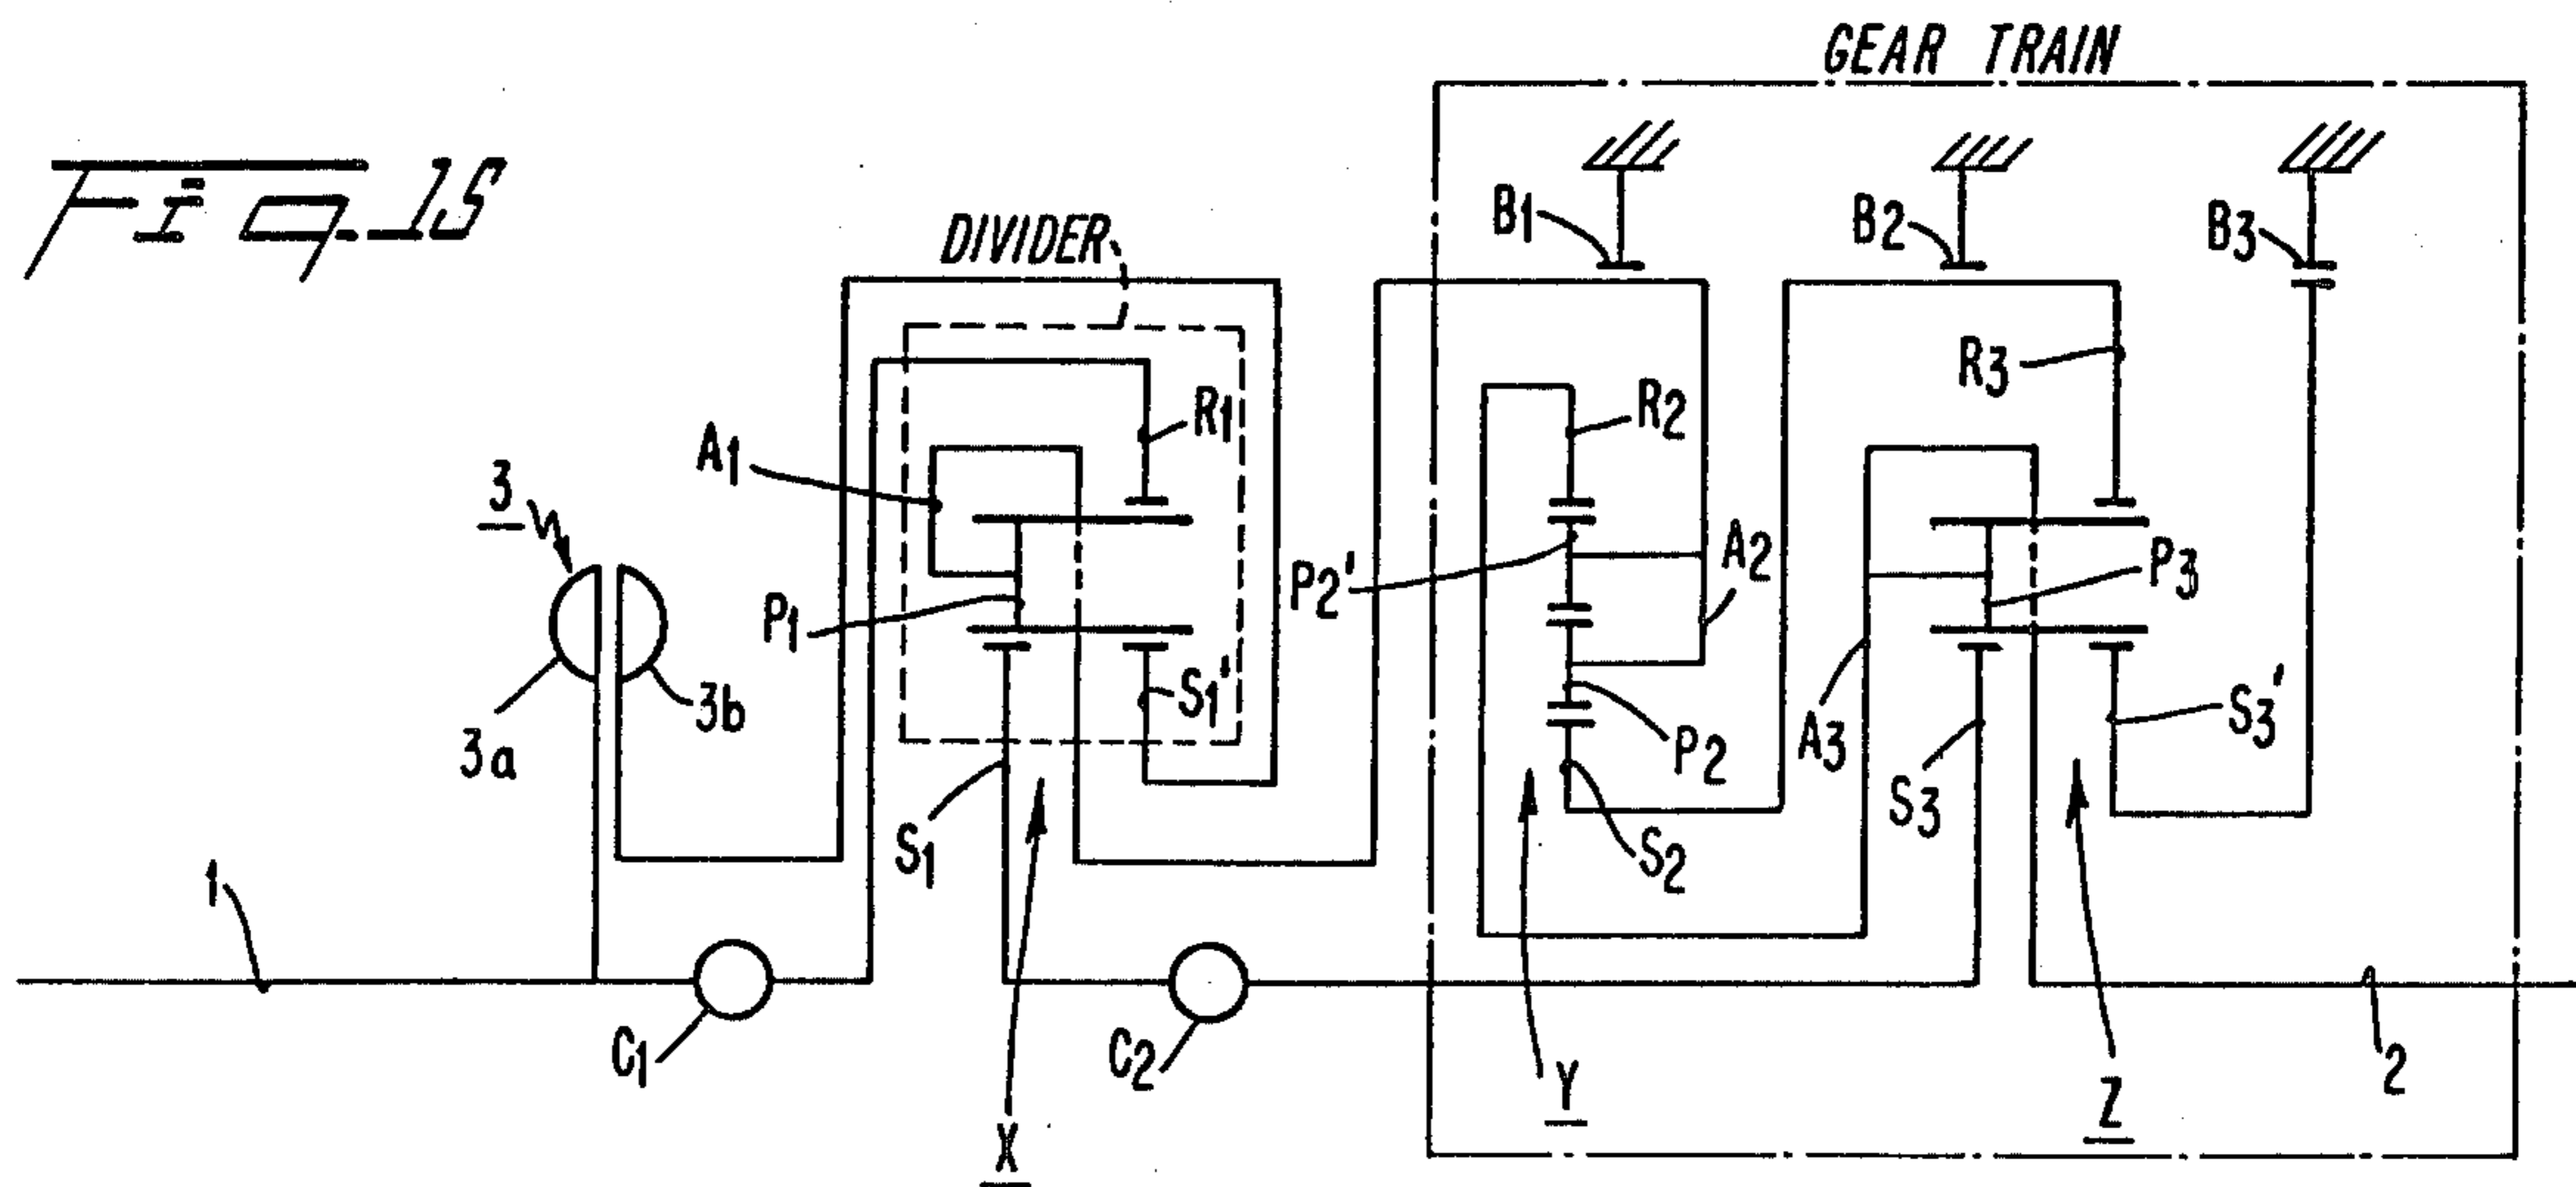 Fig. 15
GEAR TRAIN
DIVIDER
B1
B2
B3
R1
R2
R3
A1
3
P1
P2'
A2
P3
3a
3b
S1'
P2
A3
S3
S3'
S1
S2
1
C1
C2
2
X
Y
Z